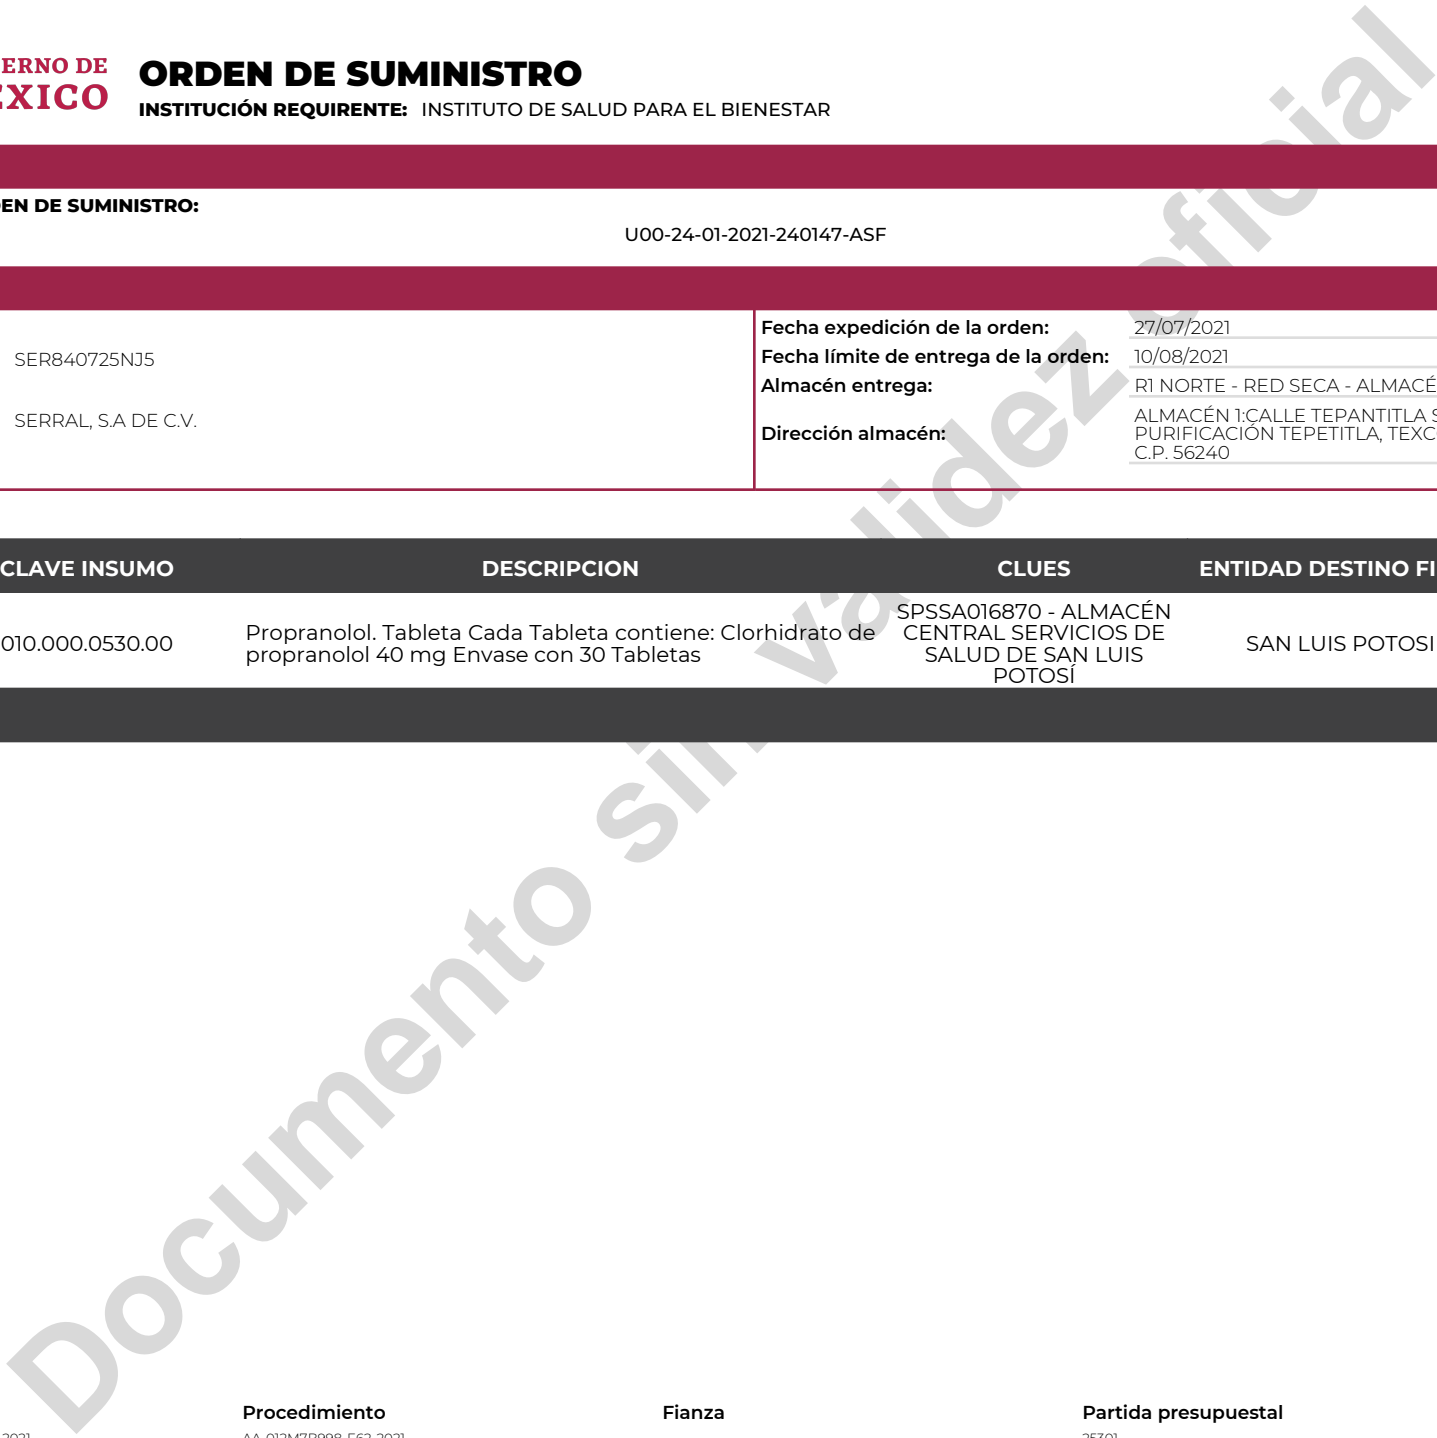 ERNO DE
EXICO
ORDEN DE SUMINISTRO
INSTITUCIÓN REQUIRENTE: INSTITUTO DE SALUD PARA EL BIENESTAR
EN DE SUMINISTRO:
U00-24-01-2021-240147-ASF
SER840725NJ5
SERRAL, S.A DE C.V.
Fecha expedición de la orden: 27/07/2021
Fecha límite de entrega de la orden: 10/08/2021
Almacén entrega: R1 NORTE - RED SECA - ALMACÉ
Dirección almacén:
ALMACÉN 1:CALLE TEPANTITLA S
PURIFICACIÓN TEPETITLA, TEXC
C.P. 56240
CLAVE INSUMO DESCRIPCION CLUES ENTIDAD DESTINO FI
010.000.0530.00
Propranolol. Tableta Cada Tableta contiene: Clorhidrato de
propranolol 40 mg Envase con 30 Tabletas
SPSSA016870 - ALMACÉN
CENTRAL SERVICIOS DE
SALUD DE SAN LUIS
POTOSÍ
SAN LUIS POTOSI
Documento sin validez oficial
Procedimiento Fianza Partida presupuestal